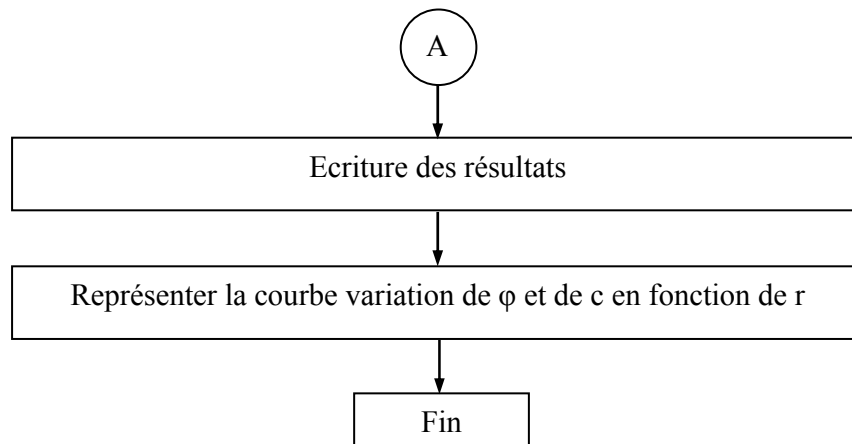 A
Ecriture des résultats
Représenter la courbe variation de φ et de c en fonction de r
Fin